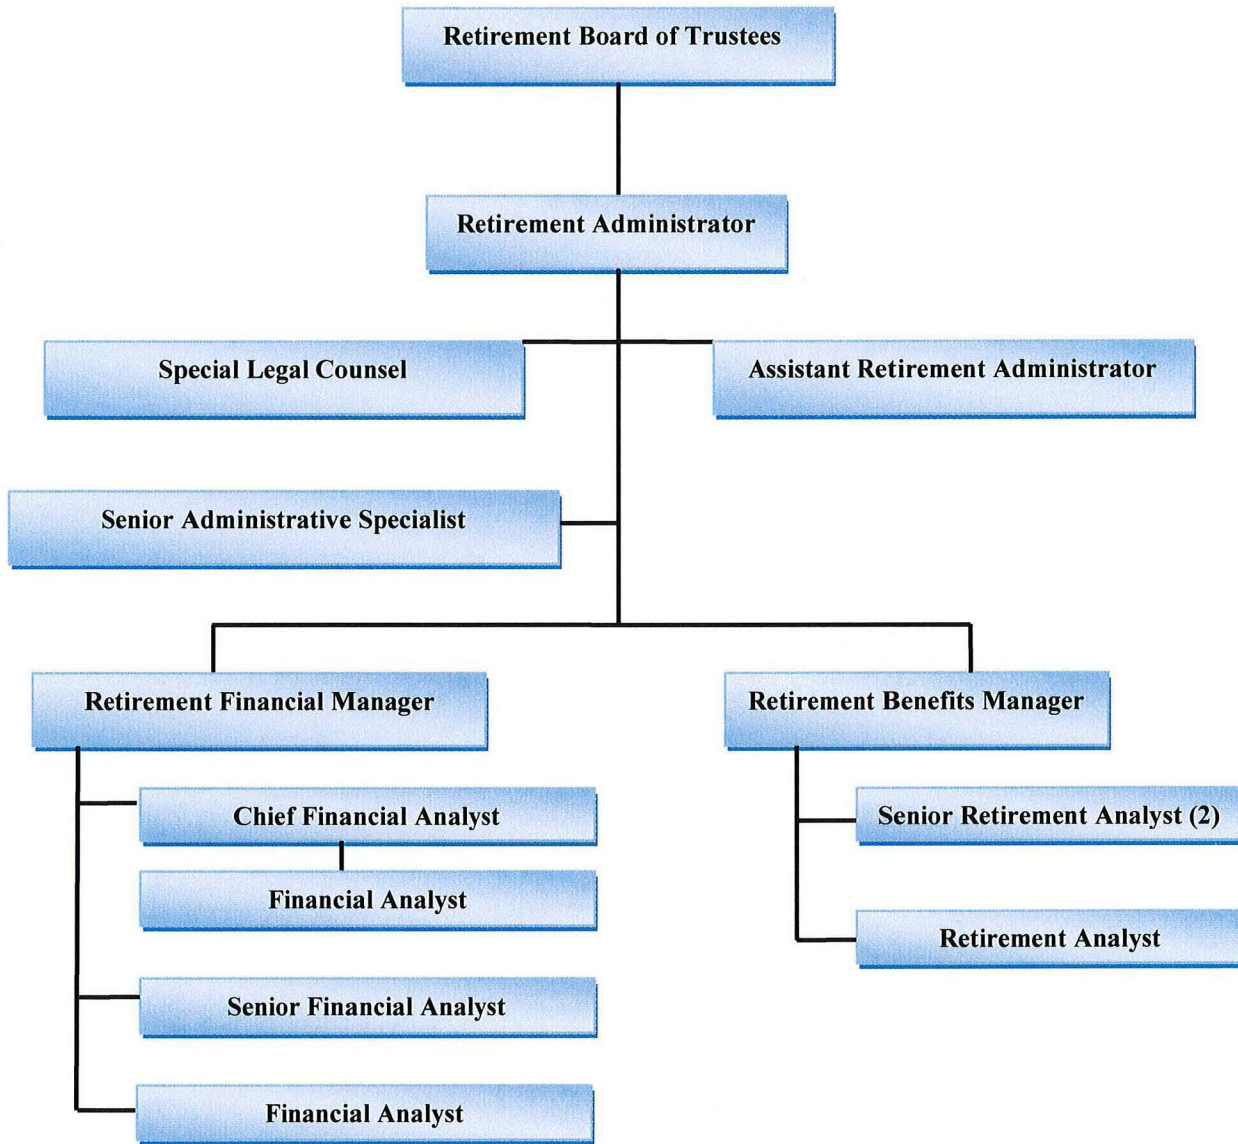 Retirement Board of Trustees
Retirement Administrator
Special Legal Counsel
Assistant Retirement Administrator
Senior Administrative Specialist
Retirement Financial Manager
Retirement Benefits Manager
Chief Financial Analyst
Senior Retirement Analyst (2)
Financial Analyst
Retirement Analyst
Senior Financial Analyst
Financial Analyst